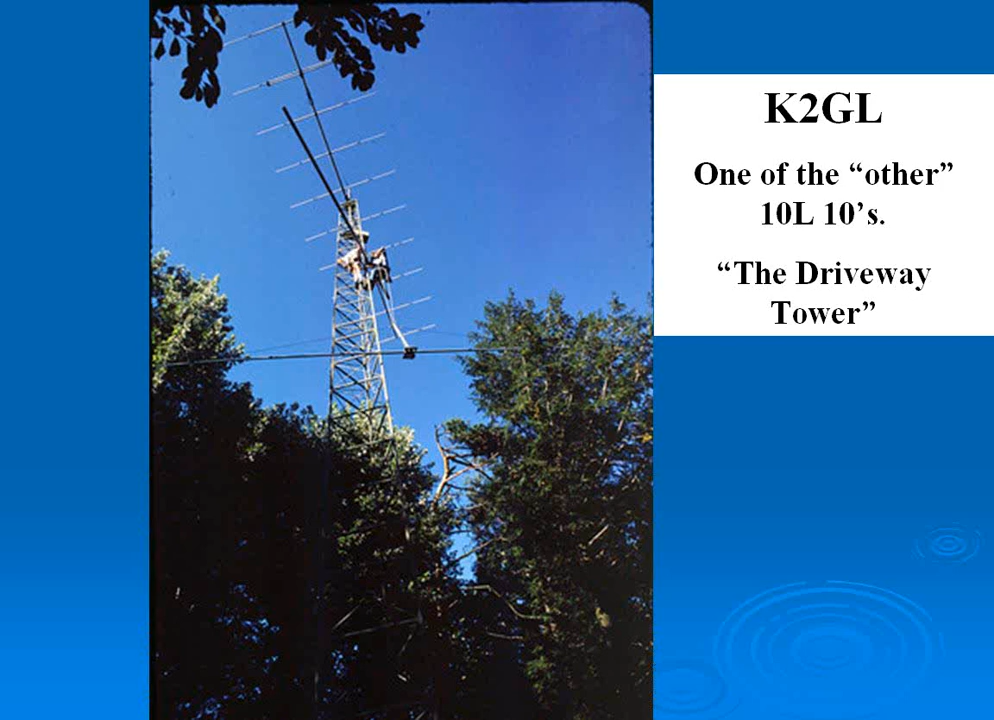 K2GL
One of the “other”
10L 10’s.
“The Driveway
Tower”